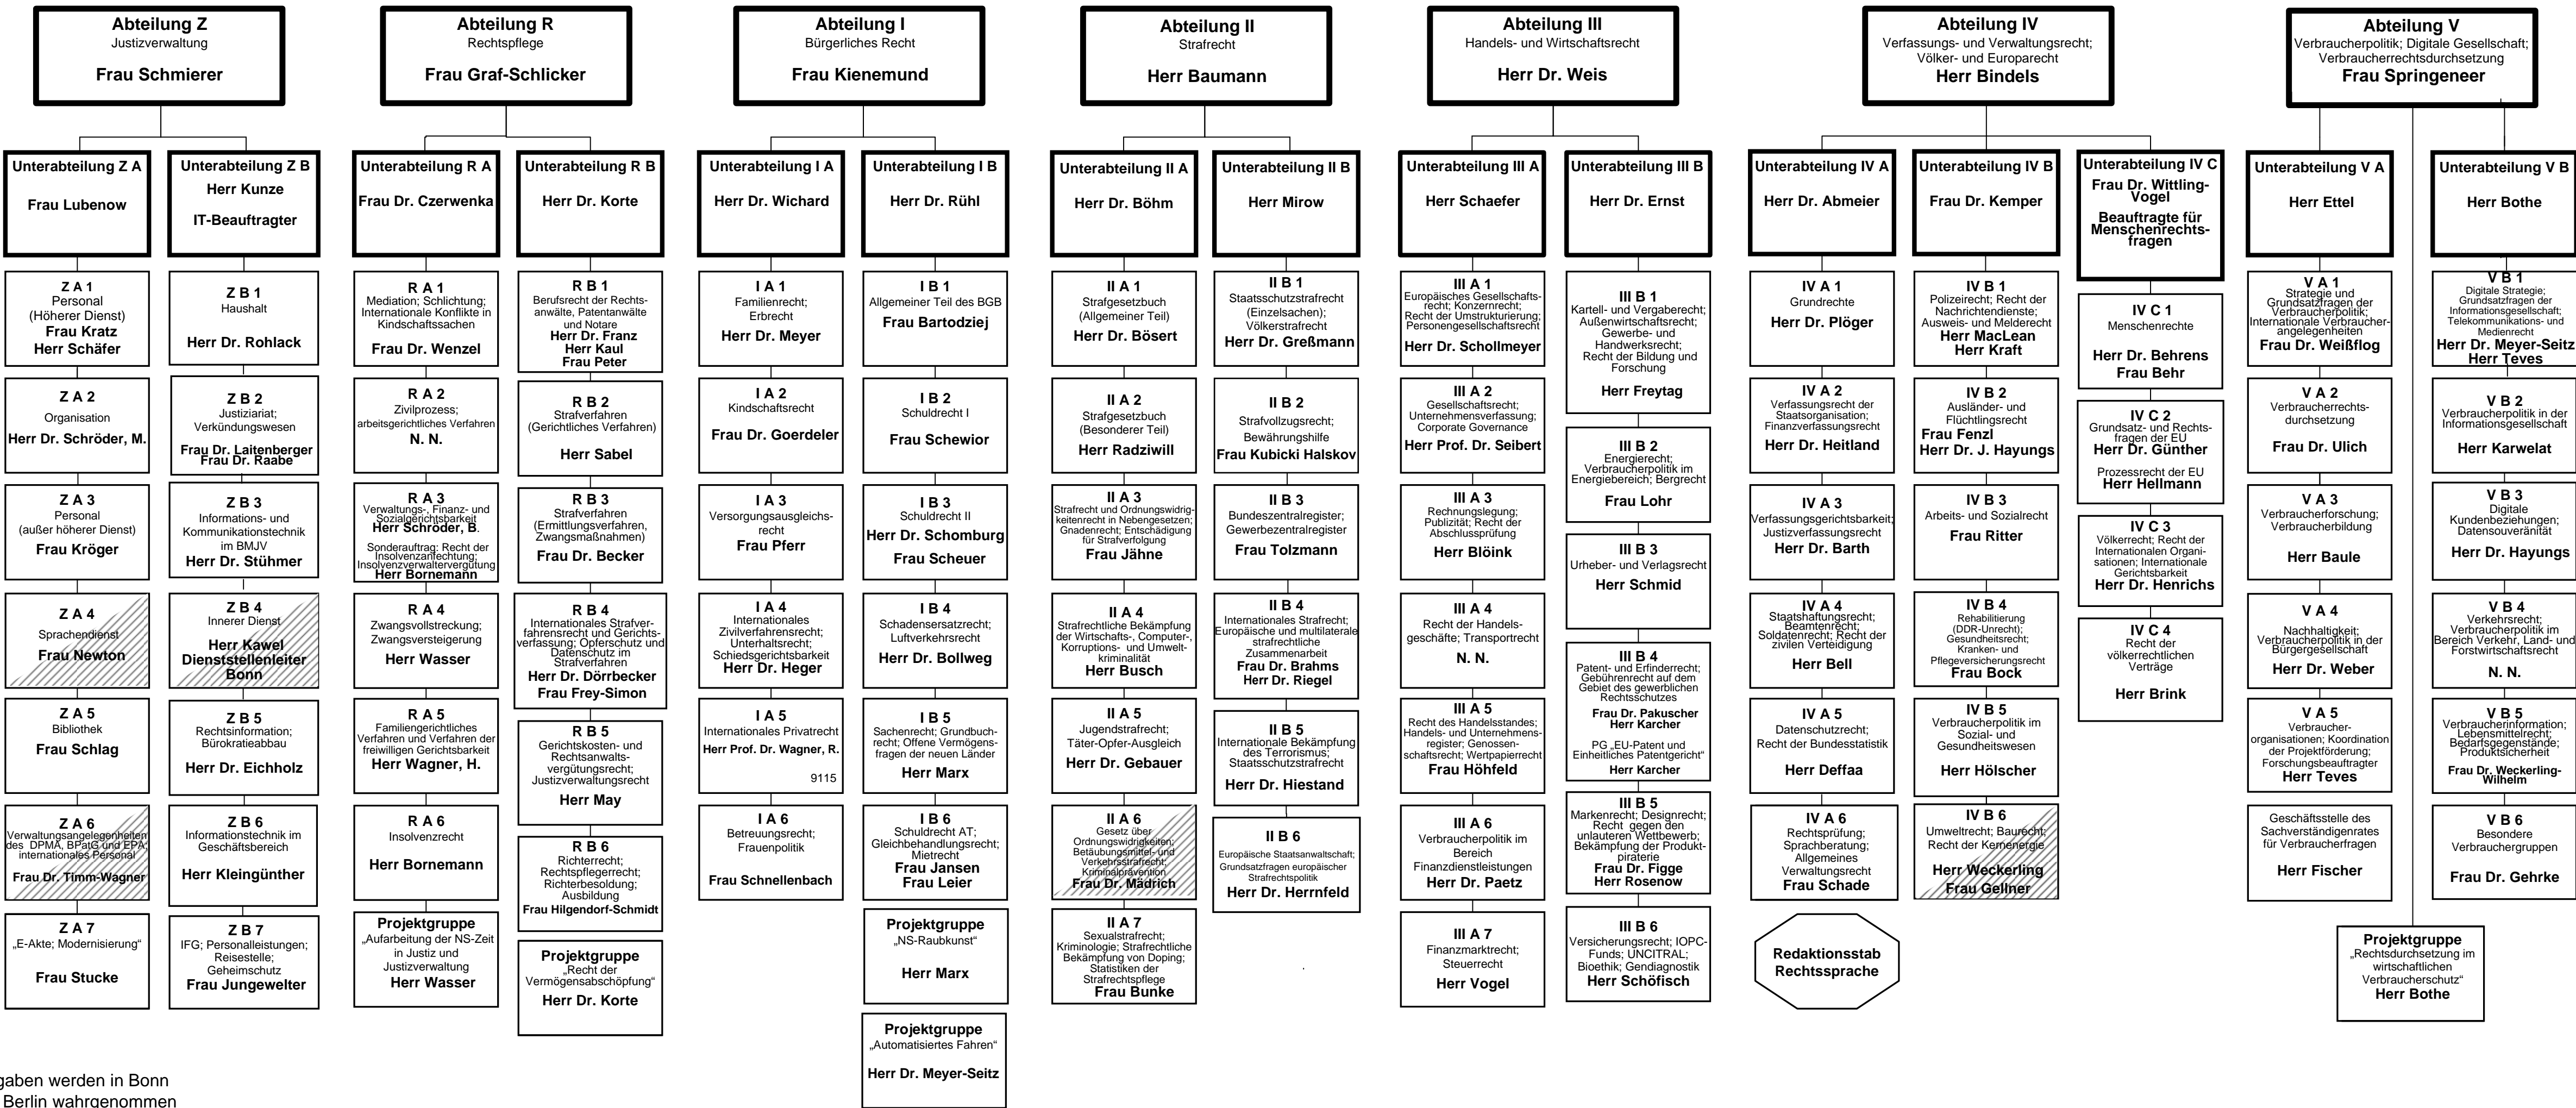 Abteilung Z
Justizverwaltung
Frau Schmierer
Unterabteilung Z A
Frau Lubenow
Z A 1
Personal
(Höherer Dienst)
Frau Kratz
Herr Schäfer
Z A 2
Organisation
Herr Dr. Schröder, M.
Z A 3
Personal
(außer höherer Dienst)
Frau Kröger
Z A 4
Sprachendienst
Frau Newton
Z A 5
Bibliothek
Frau Schlag
Z A 6
Verwaltungsangelegenheiten
des DPMA, BPatG und EPA;
internationales Personal
Frau Dr. Timm-Wagner
Z A 7
„E-Akte; Modernisierung“
Frau Stucke
Unterabteilung Z B
Herr Kunze
IT-Beauftragter
Z B 1
Haushalt
Herr Dr. Rohlack
Z B 2
Justiziariat;
Verkündungswesen
Frau Dr. Laitenberger
Frau Dr. Raabe
Z B 3
Informations- und
Kommunikationstechnik
im BMJV
Herr Dr. Stühmer
Z B 4
Innerer Dienst
Herr Kawel
Dienststellenleiter
Bonn
Z B 5
Rechtsinformation;
Bürokratieabbau
Herr Dr. Eichholz
Z B 6
Informationstechnik im
Geschäftsbereich
Herr Kleingünther
Z B 7
IFG; Personalleistungen;
Reisestelle;
Geheimschutz
Frau Jungewelter
Abteilung R
Rechtspflege
Frau Graf-Schlicker
Unterabteilung R A
Frau Dr. Czerwenka
R A 1
Mediation; Schlichtung;
Internationale Konflikte in
Kindschaftssachen
Frau Dr. Wenzel
R A 2
Zivilprozess;
arbeitsgerichtliches Verfahren
N. N.
R A 3
Verwaltungs-, Finanz- und
Sozialgerichtsbarkeit
Herr Schröder, B.
Sonderauftrag: Recht der
Insolvenzanfechtung;
Insolvenzverwaltervergütung
Herr Bornemann
R A 4
Zwangsvollstreckung;
Zwangsversteigerung
Herr Wasser
R A 5
Familiengerichtliches
Verfahren und Verfahren der
freiwilligen Gerichtsbarkeit
Herr Wagner, H.
R A 6
Insolvenzrecht
Herr Bornemann
Projektgruppe
„Aufarbeitung der NS-Zeit
in Justiz und
Justizverwaltung
Herr Wasser
Unterabteilung R B
Herr Dr. Korte
R B 1
Berufsrecht der Rechts-
anwälte, Patentanwälte
und Notare
Herr Dr. Franz
Herr Kaul
Frau Peter
R B 2
Strafverfahren
(Gerichtliches Verfahren)
Herr Sabel
R B 3
Strafverfahren
(Ermittlungsverfahren,
Zwangsmaßnahmen)
Frau Dr. Becker
R B 4
Internationales Strafver-
fahrensrecht und Gerichts-
verfassung; Opferschutz und
Datenschutz im
Strafverfahren
Herr Dr. Dörrbecker
Frau Frey-Simon
R B 5
Gerichtskosten- und
Rechtsanwalts-
vergütungsrecht;
Justizverwaltungsrecht
Herr May
R B 6
Richterrecht;
Rechtspflegerrecht;
Richterbesoldung;
Ausbildung
Frau Hilgendorf-Schmidt
Projektgruppe
„Recht der
Vermögensabschöpfung“
Herr Dr. Korte
Abteilung I
Bürgerliches Recht
Frau Kienemund
Unterabteilung I A
Herr Dr. Wichard
I A 1
Familienrecht;
Erbrecht
Herr Dr. Meyer
I A 2
Kindschaftsrecht
Frau Dr. Goerdeler
I A 3
Versorgungsausgleichs-
recht
Frau Pferr
I A 4
Internationales
Zivilverfahrensrecht;
Unterhaltsrecht;
Schiedsgerichtsbarkeit
Herr Dr. Heger
I A 5
Internationales Privatrecht
Herr Prof. Dr. Wagner, R.
9115
I A 6
Betreuungsrecht;
Frauenpolitik
Frau Schnellenbach
Unterabteilung I B
Herr Dr. Rühl
I B 1
Allgemeiner Teil des BGB
Frau Bartodziej
I B 2
Schuldrecht I
Frau Schewior
I B 3
Schuldrecht II
Herr Dr. Schomburg
Frau Scheuer
I B 4
Schadensersatzrecht;
Luftverkehrsrecht
Herr Dr. Bollweg
I B 5
Sachenrecht; Grundbuch-
recht; Offene Vermögens-
fragen der neuen Länder
Herr Marx
I B 6
Schuldrecht AT;
Gleichbehandlungsrecht;
Mietrecht
Frau Jansen
Frau Leier
Projektgruppe
„NS-Raubkunst“
Herr Marx
Projektgruppe
„Automatisiertes Fahren“
Herr Dr. Meyer-Seitz
Abteilung II
Strafrecht
Herr Baumann
Unterabteilung II A
Herr Dr. Böhm
II A 1
Strafgesetzbuch
(Allgemeiner Teil)
Herr Dr. Bösert
II A 2
Strafgesetzbuch
(Besonderer Teil)
Herr Radziwill
II A 3
Strafrecht und Ordnungswidrig-
keitenrecht in Nebengesetzen;
Gnadenrecht; Entschädigung
für Strafverfolgung
Frau Jähne
II A 4
Strafrechtliche Bekämpfung
der Wirtschafts-, Computer-,
Korruptions- und Umwelt-
kriminalität
Herr Busch
II A 5
Jugendstrafrecht;
Täter-Opfer-Ausgleich
Herr Dr. Gebauer
II A 6
Gesetz über
Ordnungswidrigkeiten;
Betäubungsmittel- und
Verkehrsstrafrecht;
Kriminalprävention
Frau Dr. Mädrich
II A 7
Sexualstrafrecht;
Kriminologie; Strafrechtliche
Bekämpfung von Doping;
Statistiken der
Strafrechtspflege
Frau Bunke
Unterabteilung II B
Herr Mirow
II B 1
Staatsschutzstrafrecht
(Einzelsachen);
Völkerstrafrecht
Herr Dr. Greßmann
II B 2
Strafvollzugsrecht;
Bewährungshilfe
Frau Kubicki Halskov
II B 3
Bundeszentralregister;
Gewerbezentralregister
Frau Tolzmann
II B 4
Internationales Strafrecht;
Europäische und multilaterale
strafrechtliche
Zusammenarbeit
Frau Dr. Brahms
Herr Dr. Riegel
II B 5
Internationale Bekämpfung
des Terrorismus;
Staatsschutzstrafrecht
Herr Dr. Hiestand
II B 6
Europäische Staatsanwaltschaft;
Grundsatzfragen europäischer
Strafrechtspolitik
Herr Dr. Herrnfeld
Abteilung III
Handels- und Wirtschaftsrecht
Herr Dr. Weis
Unterabteilung III A
Herr Schaefer
III A 1
Europäisches Gesellschafts-
recht; Konzernrecht;
Recht der Umstrukturierung;
Personengesellschaftsrecht
Herr Dr. Schollmeyer
III A 2
Gesellschaftsrecht;
Unternehmensverfassung;
Corporate Governance
Herr Prof. Dr. Seibert
III A 3
Rechnungslegung;
Publizität; Recht der
Abschlussprüfung
Herr Blöink
III A 4
Recht der Handels-
geschäfte; Transportrecht
N. N.
III A 5
Recht des Handelsstandes;
Handels- und Unternehmens-
register; Genossen-
schaftsrecht; Wertpapierrecht
Frau Höhfeld
III A 6
Verbraucherpolitik im
Bereich
Finanzdienstleistungen
Herr Dr. Paetz
III A 7
Finanzmarktrecht;
Steuerrecht
Herr Vogel
Unterabteilung III B
Herr Dr. Ernst
III B 1
Kartell- und Vergaberecht;
Außenwirtschaftsrecht;
Gewerbe- und
Handwerksrecht;
Recht der Bildung und
Forschung
Herr Freytag
III B 2
Energierecht;
Verbraucherpolitik im
Energiebereich; Bergrecht
Frau Lohr
III B 3
Urheber- und Verlagsrecht
Herr Schmid
III B 4
Patent- und Erfinderrecht;
Gebührenrecht auf dem
Gebiet des gewerblichen
Rechtsschutzes
Frau Dr. Pakuscher
Herr Karcher
PG „EU-Patent und
Einheitliches Patentgericht“
Herr Karcher
III B 5
Markenrecht; Designrecht;
Recht gegen den
unlauteren Wettbewerb;
Bekämpfung der Produkt-
piraterie
Frau Dr. Figge
Herr Rosenow
III B 6
Versicherungsrecht; IOPC-
Funds; UNCITRAL;
Bioethik; Gendiagnostik
Herr Schöfisch
Abteilung IV
Verfassungs- und Verwaltungsrecht;
Völker- und Europarecht
Herr Bindels
Unterabteilung IV A
Herr Dr. Abmeier
IV A 1
Grundrechte
Herr Dr. Plöger
IV A 2
Verfassungsrecht der
Staatsorganisation;
Finanzverfassungsrecht
Herr Dr. Heitland
IV A 3
Verfassungsgerichtsbarkeit;
Justizverfassungsrecht
Herr Dr. Barth
IV A 4
Staatshaftungsrecht;
Beamtenrecht;
Soldatenrecht; Recht der
zivilen Verteidigung
Herr Bell
IV A 5
Datenschutzrecht;
Recht der Bundesstatistik
Herr Deffaa
IV A 6
Rechtsprüfung;
Sprachberatung;
Allgemeines
Verwaltungsrecht
Frau Schade
Redaktionsstab
Rechtssprache
Unterabteilung IV B
Frau Dr. Kemper
IV B 1
Polizeirecht; Recht der
Nachrichtendienste;
Ausweis- und Melderecht
Herr MacLean
Herr Kraft
IV B 2
Ausländer- und
Flüchtlingsrecht
Frau Fenzl
Herr Dr. J. Hayungs
IV B 3
Arbeits- und Sozialrecht
Frau Ritter
IV B 4
Rehabilitierung
(DDR-Unrecht);
Gesundheitsrecht;
Kranken- und
Pflegeversicherungsrecht
Frau Bock
IV B 5
Verbraucherpolitik im
Sozial- und
Gesundheitswesen
Herr Hölscher
IV B 6
Umweltrecht; Baurecht;
Recht der Kernenergie
Herr Weckerling
Frau Gellner
Unterabteilung IV C
Frau Dr. Wittling-
Vogel
Beauftragte für
Menschenrechts-
fragen
IV C 1
Menschenrechte
Herr Dr. Behrens
Frau Behr
IV C 2
Grundsatz- und Rechts-
fragen der EU
Herr Dr. Günther
Prozessrecht der EU
Herr Hellmann
IV C 3
Völkerrecht; Recht der
Internationalen Organi-
sationen; Internationale
Gerichtsbarkeit
Herr Dr. Henrichs
IV C 4
Recht der
völkerrechtlichen
Verträge
Herr Brink
Abteilung V
Verbraucherpolitik; Digitale Gesellschaft;
Verbraucherrechtsdurchsetzung
Frau Springeneer
Unterabteilung V A
Herr Ettel
V A 1
Strategie und
Grundsatzfragen der
Verbraucherpolitik;
Internationale Verbraucher-
angelegenheiten
Frau Dr. Weißflog
V A 2
Verbraucherrechts-
durchsetzung
Frau Dr. Ulich
V A 3
Verbraucherforschung;
Verbraucherbildung
Herr Baule
V A 4
Nachhaltigkeit;
Verbraucherpolitik in der
Bürgergesellschaft
Herr Dr. Weber
V A 5
Verbraucher-
organisationen; Koordination
der Projektförderung;
Forschungsbeauftragter
Herr Teves
Geschäftsstelle des
Sachverständigenrates
für Verbraucherfragen
Herr Fischer
Unterabteilung V B
Herr Bothe
V B 1
Digitale Strategie;
Grundsatzfragen der
Informationsgesellschaft;
Telekommunikations- und
Medienrecht
Herr Dr. Meyer-Seitz
Herr Teves
V B 2
Verbraucherpolitik in der
Informationsgesellschaft
Herr Karwelat
V B 3
Digitale
Kundenbeziehungen;
Datensouveränität
Herr Dr. Hayungs
V B 4
Verkehrsrecht;
Verbraucherpolitik im
Bereich Verkehr, Land- und
Forstwirtschaftsrecht
N. N.
V B 5
Verbraucherinformation;
Lebensmittelrecht;
Bedarfsgegenstände;
Produktsicherheit
Frau Dr. Weckerling-
Wilhelm
V B 6
Besondere
Verbrauchergruppen
Frau Dr. Gehrke
Projektgruppe
„Rechtsdurchsetzung im
wirtschaftlichen
Verbraucherschutz“
Herr Bothe
gaben werden in Bonn
Berlin wahrgenommen